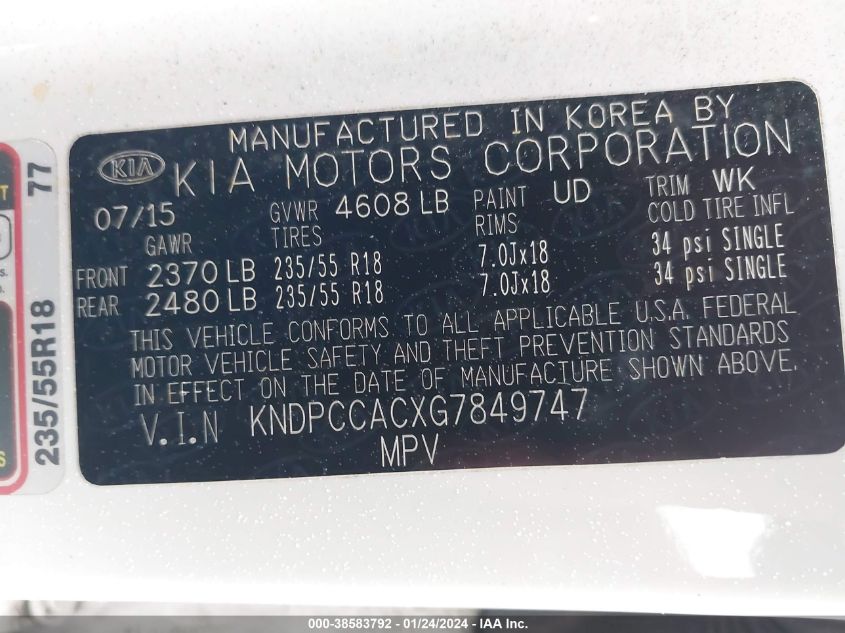 MANUFACTURED IN KOREA BY
KIA KIA MOTORS CORPORATION
07/15 GVWR 4608 LB PAINT UD TRIM WK
GAWR TIRES RIMS COLD TIRE INFL
FRONT 2370 LB 235/55 R18 7.0Jx18 34 psi SINGLE
REAR 2480 LB 235/55 R18 7.0Jx18 34 psi SINGLE
THIS VEHICLE CONFORMS TO ALL APPLICABLE U.S.A. FEDERAL
MOTOR VEHICLE SAFETY AND THEFT PREVENTION STANDARDS
IN EFFECT ON THE DATE OF MANUFACTURE SHOWN ABOVE.
V.I.N KNDPCCACXG7849747
MPV
235/55R18 77
000-38583792 - 01/24/2024 - IAA Inc.